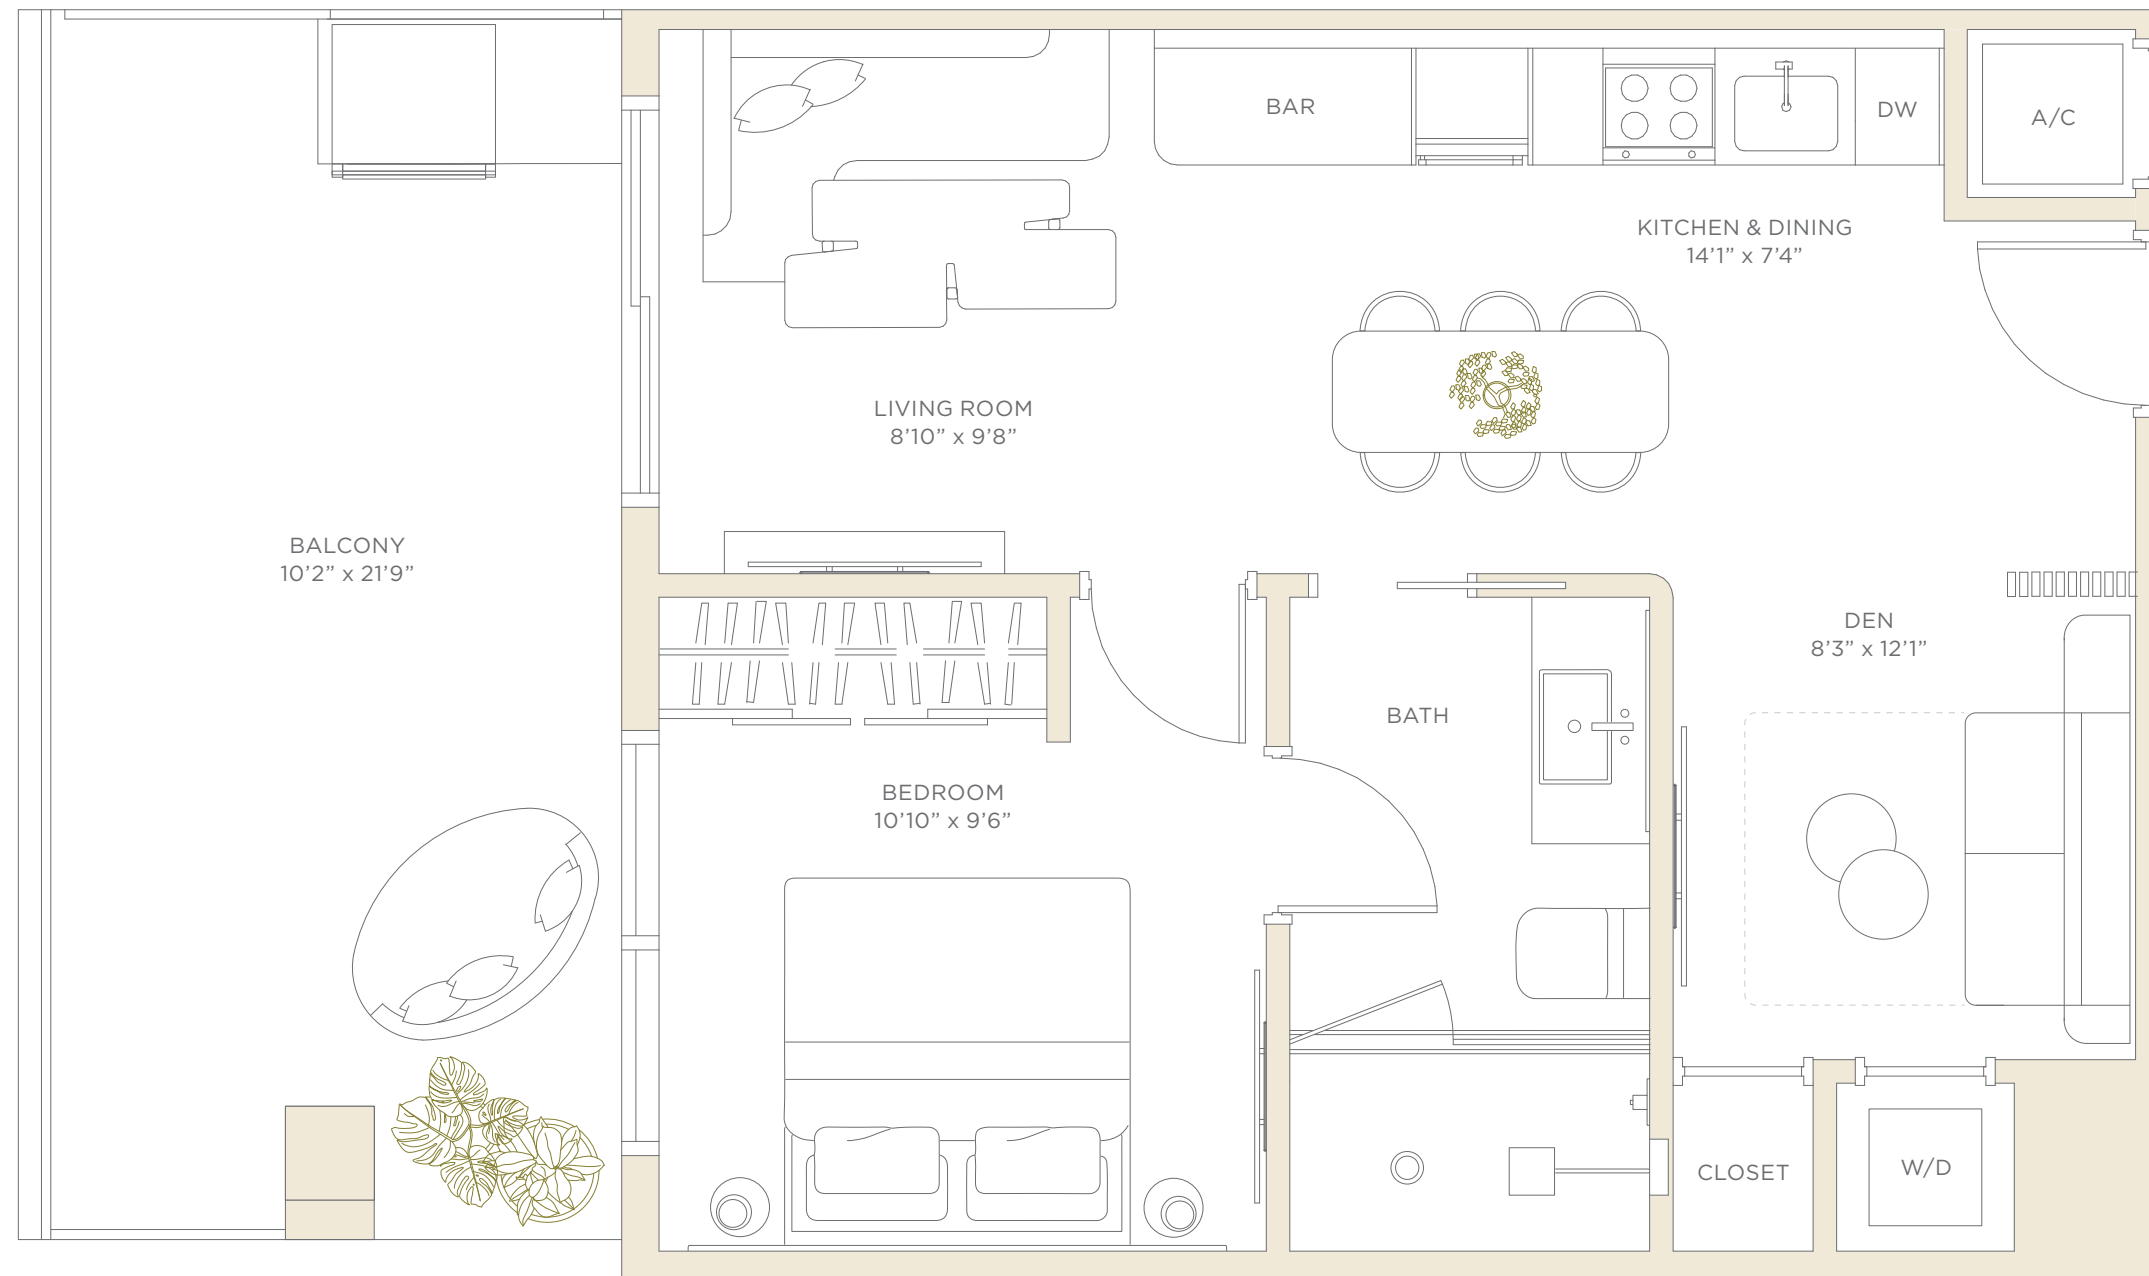 BAR
DW
A/C
KITCHEN & DINING
14’1” x 7’4”
LIVING ROOM
8’10” x 9’8”
BALCONY
10’2” x 21’9”
DEN
8’3” x 12’1”
BATH
BEDROOM
10’10” x 9’6”
CLOSET
W/D